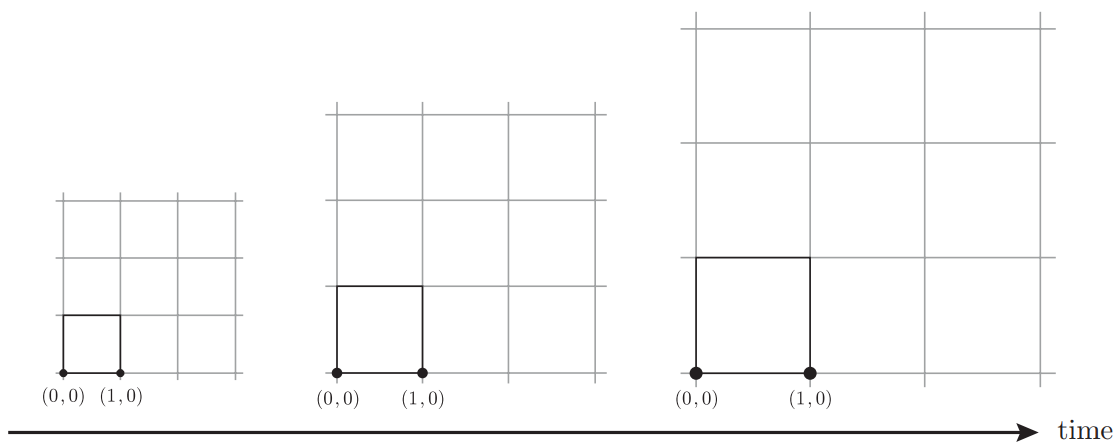 (0, 0) (1, 0)
(0, 0) (1, 0)
(0, 0) (1, 0)
time